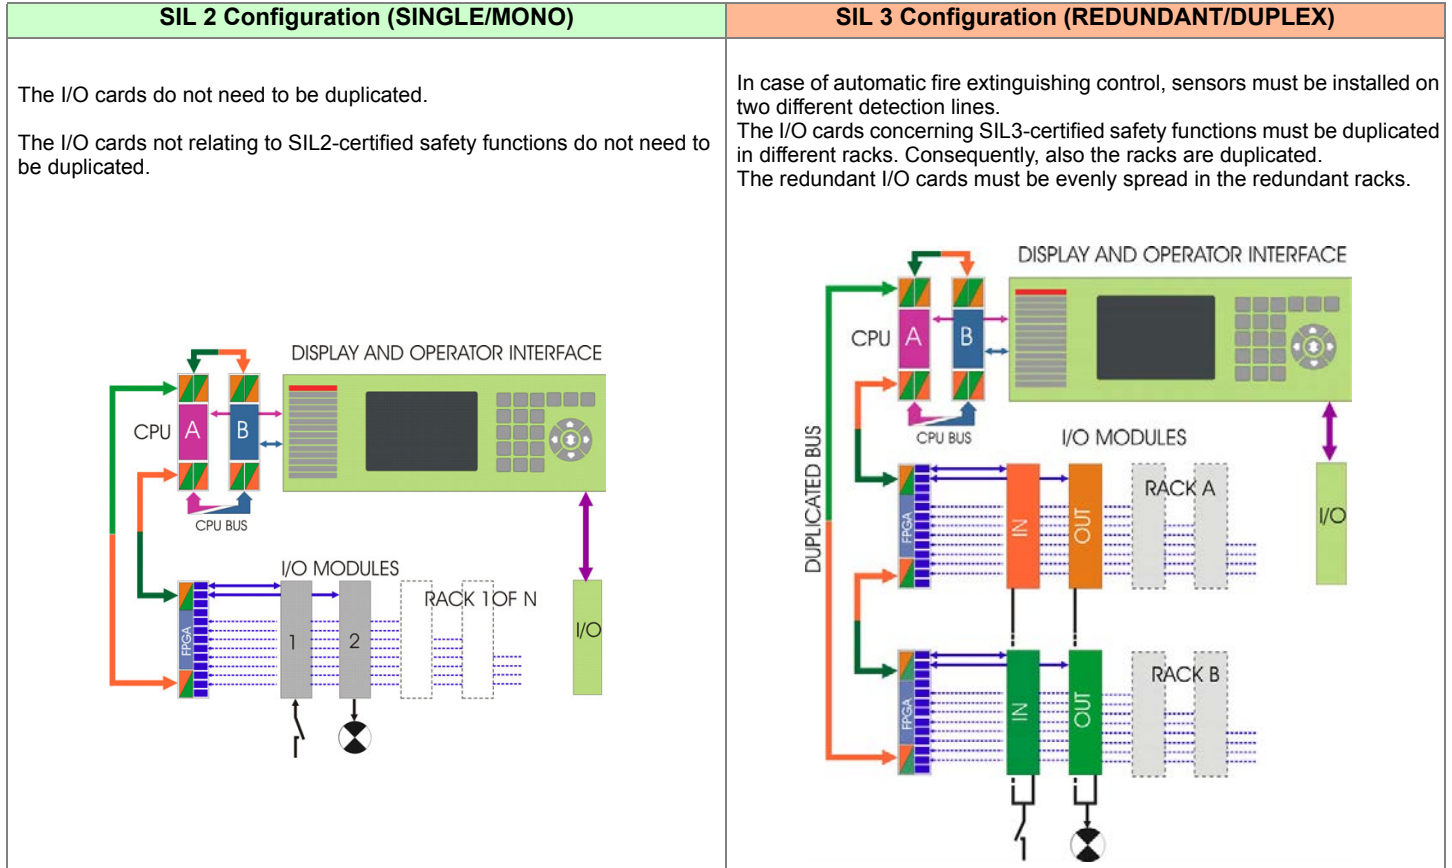 SIL 2 Configuration (SINGLE/MONO)
The I/O cards do not need to be duplicated.
The I/O cards not relating to SIL2-certified safety functions do not need to
be duplicated.
DISPLAY AND OPERATOR INTERFACE
CPU
A
B
CPU BUS
I/O MODULES
FPGA
1
2
RACK 1 OF N
I/O
SIL 3 Configuration (REDUNDANT/DUPLEX)
In case of automatic fire extinguishing control, sensors must be installed on
two different detection lines.
The I/O cards concerning SIL3-certified safety functions must be duplicated
in different racks. Consequently, also the racks are duplicated.
The redundant I/O cards must be evenly spread in the redundant racks.
DISPLAY AND OPERATOR INTERFACE
CPU
A
B
CPU BUS
DUPLICATED BUS
I/O MODULES
FPGA
IN
OUT
RACK A
I/O
FPGA
IN
OUT
RACK B